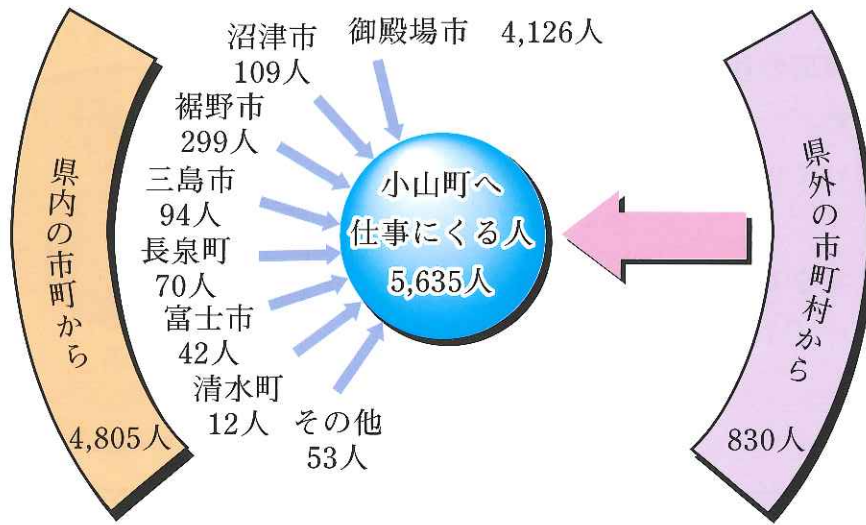 御殿場市 4,126人
沼津市
109人
裾野市
299人
三島市
94人
長泉町
70人
富士市
42人
清水町
12人
その他
53人
県内の市町から
4,805人
小山町へ
仕事にくる人
5,635人
県外の市町村から
830人